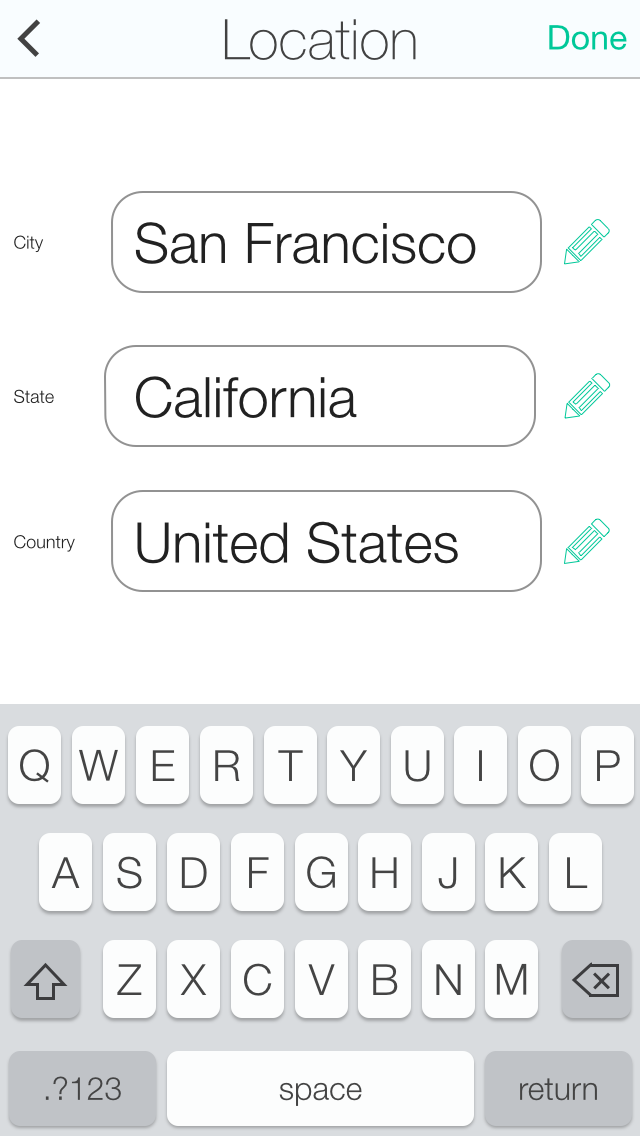 Location Done
City San Francisco
State California
Country United States
Q W E R T Y U I O P
A S D F G H J K L
Z X C V B N M
.?123 space return